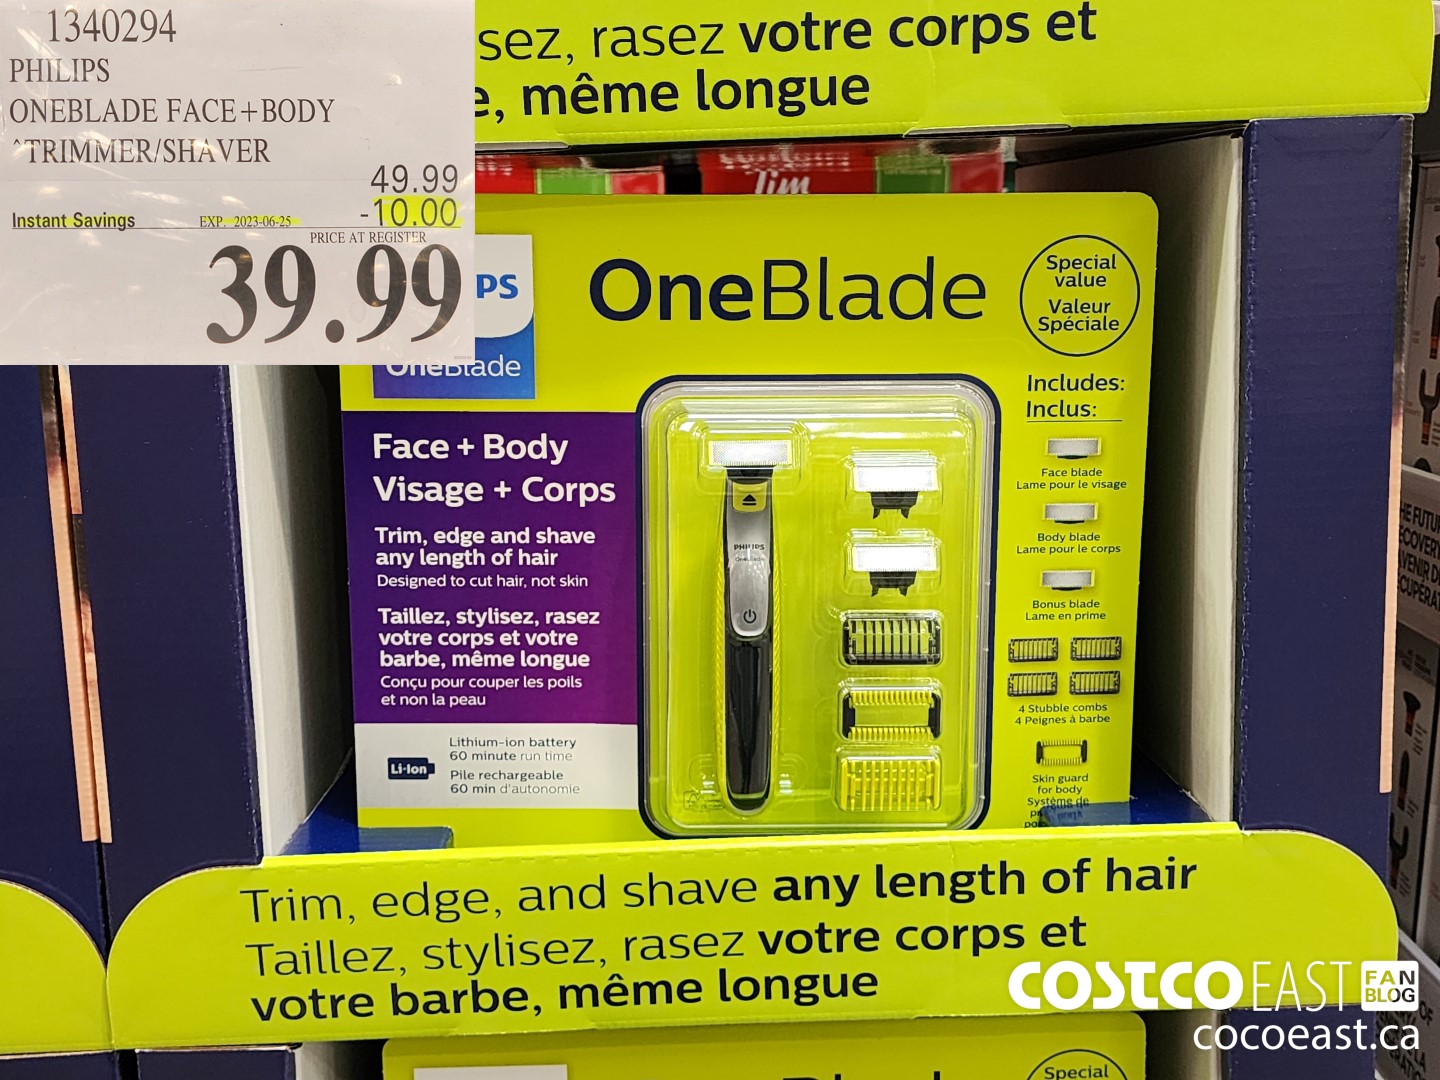 1340294
PHILIPS
ONEBLADE FACE+BODY
^TRIMMER/SHAVER
49.99
Instant Savings EXP. 2023-06-25 -10.00
PRICE AT REGISTER
39.99
sez, rasez votre corps et
e, même longue
PS
OneBlade
OneBlade
Special
value
Valeur
Spéciale
Face + Body
Visage + Corps
Trim, edge and shave
any length of hair
Designed to cut hair, not skin
Taillez, stylisez, rasez
votre corps et votre
barbe, même longue
Conçu pour couper les poils
et non la peau
Li-Ion
Lithium-ion battery
60 minute run time
Pile rechargeable
60 min d'autonomie
PHILIPS
OneBlade
Includes:
Inclus:
Face blade
Lame pour le visage
Body blade
Lame pour le corps
Bonus blade
Lame en prime
4 Stubble combs
4 Peignes à barbe
Skin guard
for body
Système de
Trim, edge, and shave any length of hair
Taillez, stylisez, rasez votre corps et
votre barbe, même longue
Special
COSTCO EAST FAN BLOG
cocoeast.ca